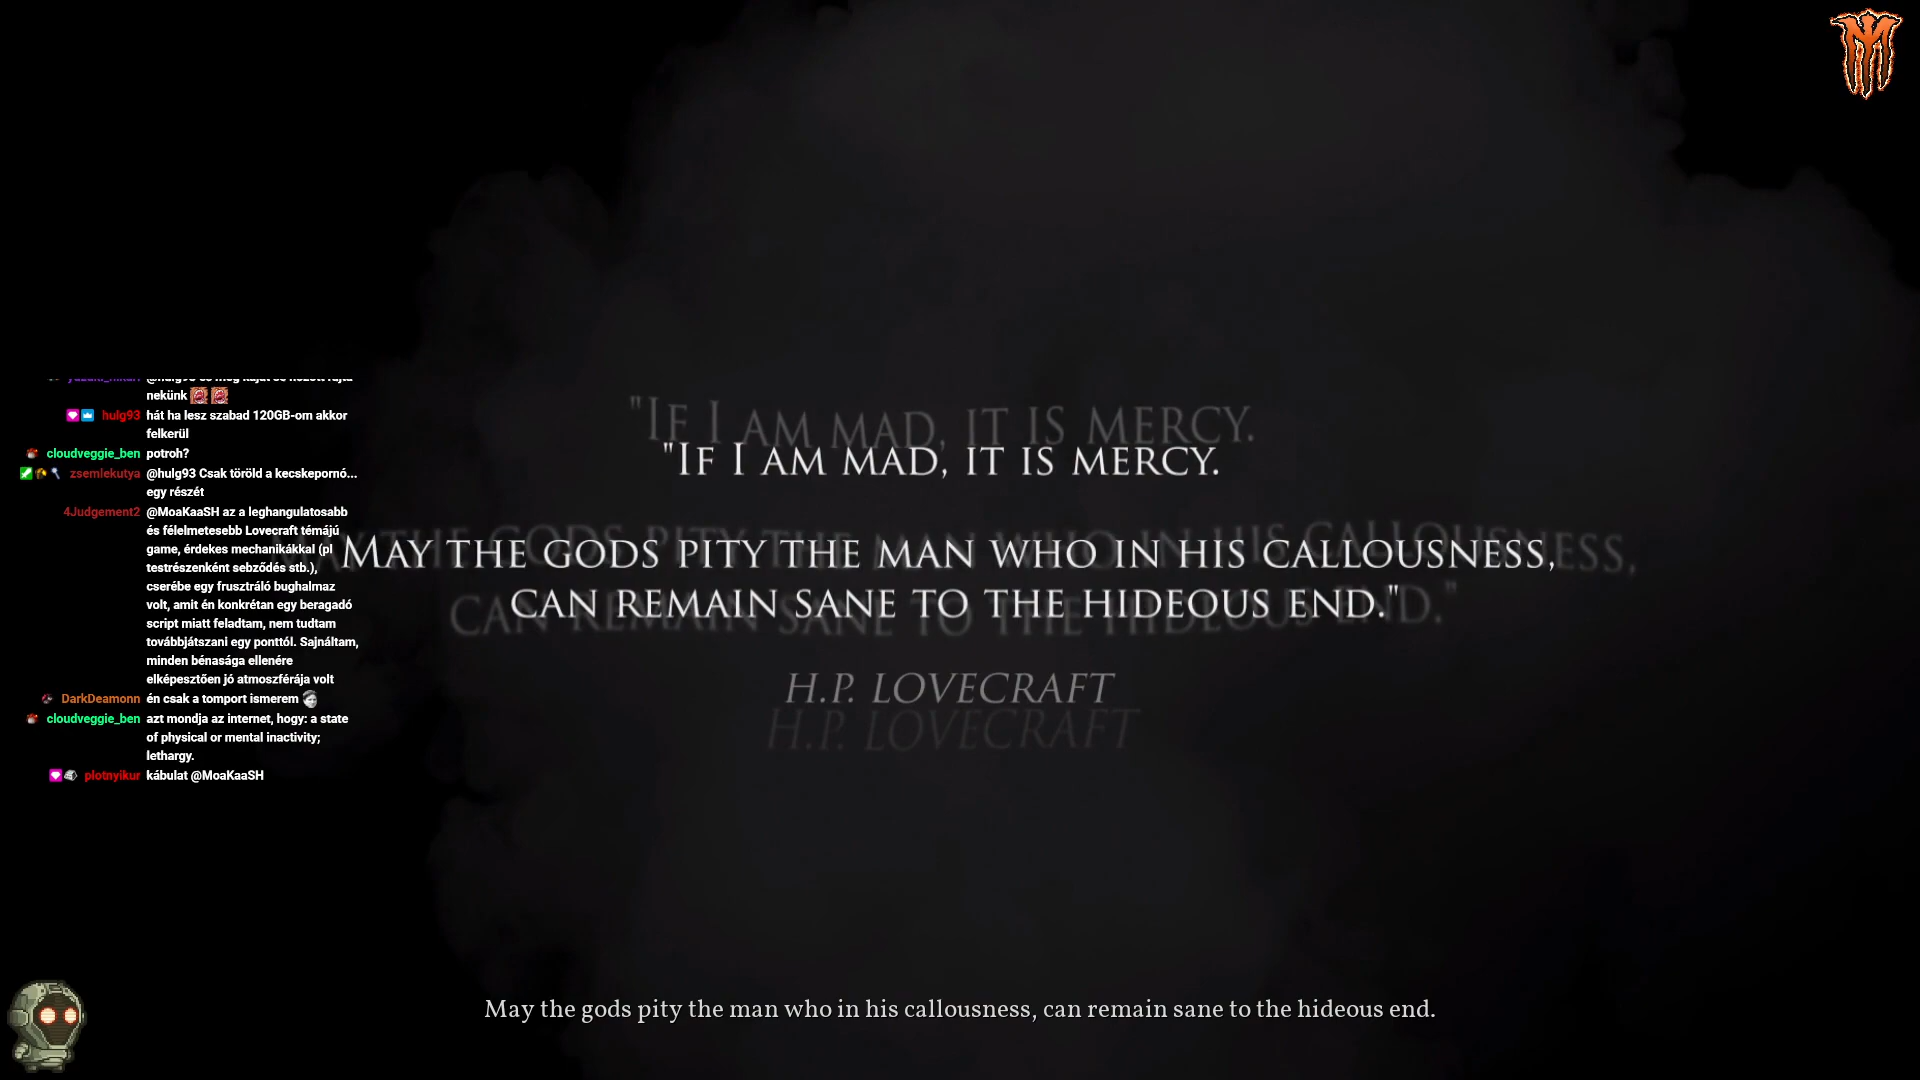 nekünk
hulg93 hát ha lesz szabad 120GB-om akkor
felkerül
cloudveggie_ben potroh?
zsemlekutya @hulg93 Csak töröld a kecskepornó...
egy részét
4Judgement2 @MoaKaaSH az a leghangulatosabb
és félelmetesebb Lovecraft témájú
game, érdekes mechanikákkal (pl
testrészenként sebződés stb.),
cserébe egy frusztráló bughalmaz
volt, amit én konkrétan egy beragadó
script miatt feladtam, nem tudtam
továbbjátszani egy ponttól. Sajnáltam,
minden bénasága ellenére
elképesztően jó atmoszférája volt
DarkDeamonn én csak a tomport ismerem
cloudveggie_ben azt mondja az internet, hogy: a state
of physical or mental inactivity;
lethargy.
plotnyikur kábulat @MoaKaaSH
"If I am mad, it is mercy.
May the gods pity the man who in his callousness,
can remain sane to the hideous end."
H.P. Lovecraft
May the gods pity the man who in his callousness, can remain sane to the hideous end.